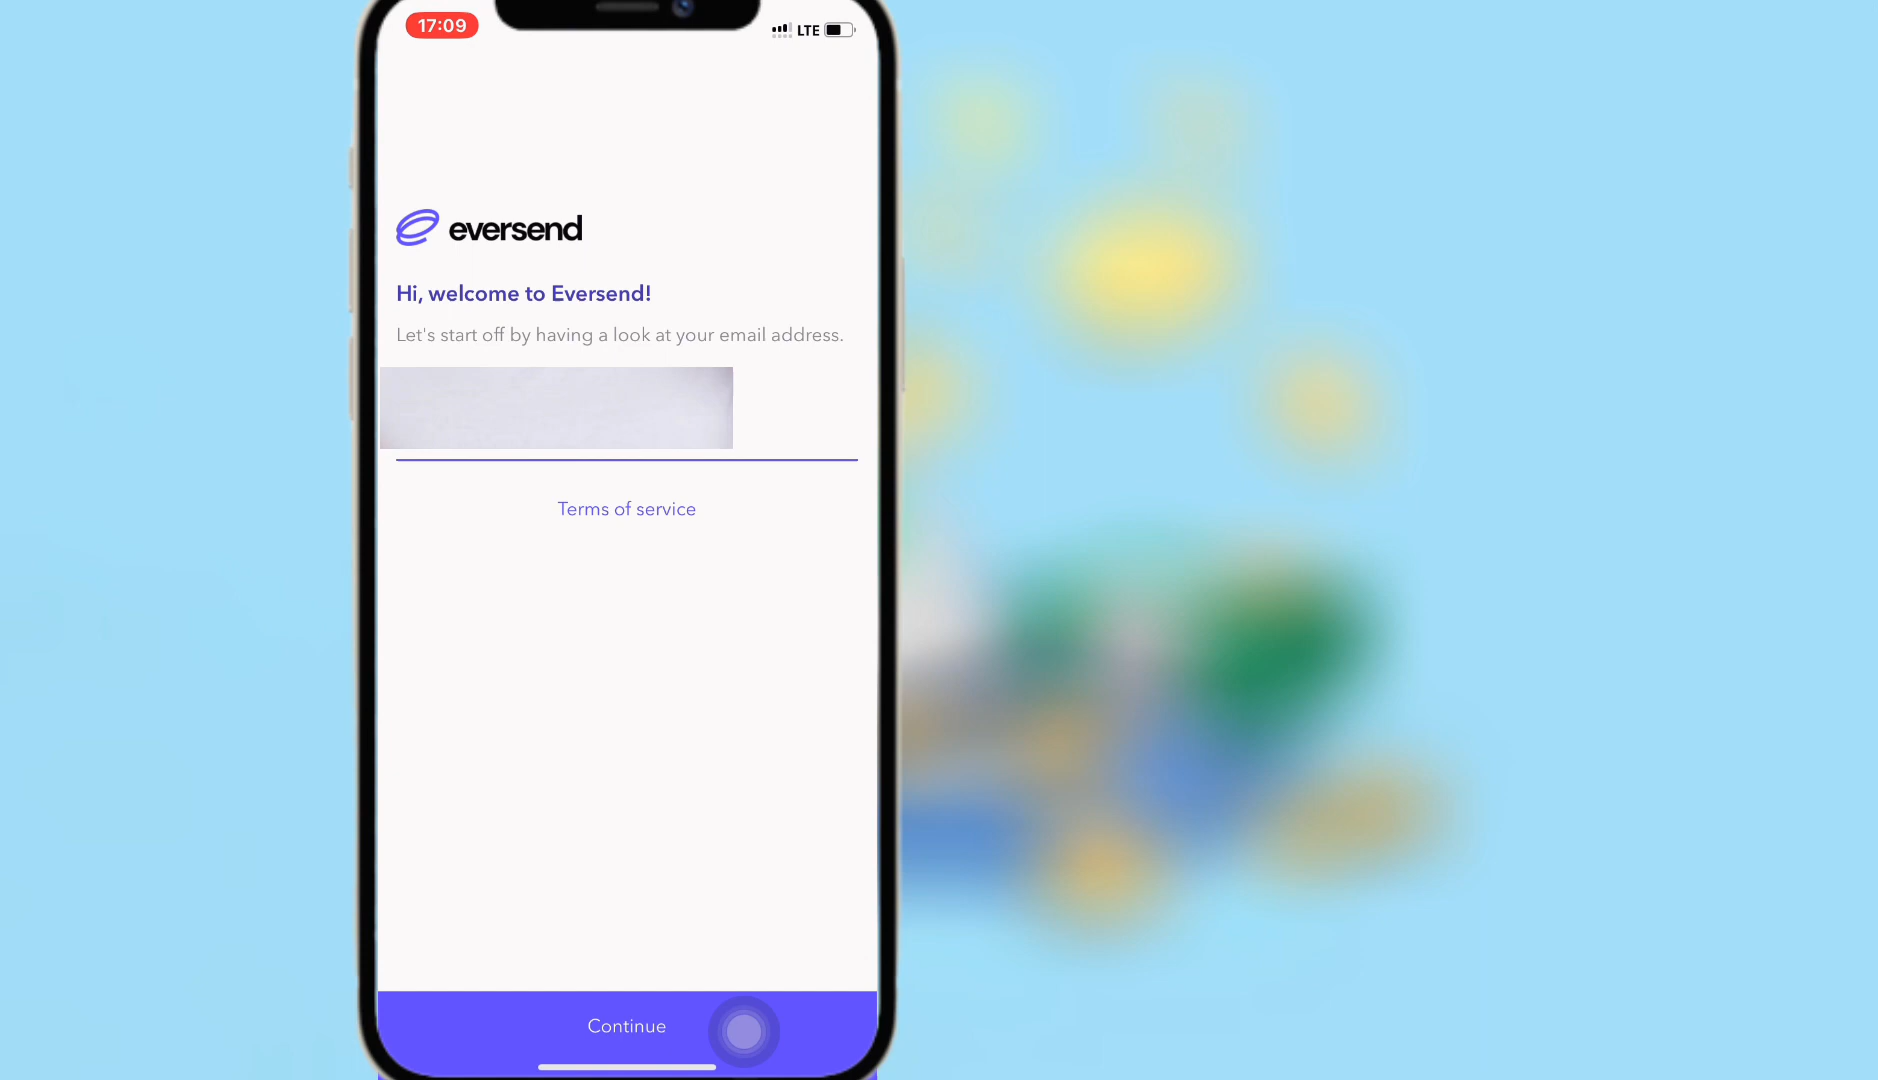 17:09
LTE
eversend
Hi, welcome to Eversend!
Let's start off by having a look at your email address.
Terms of service
Continue